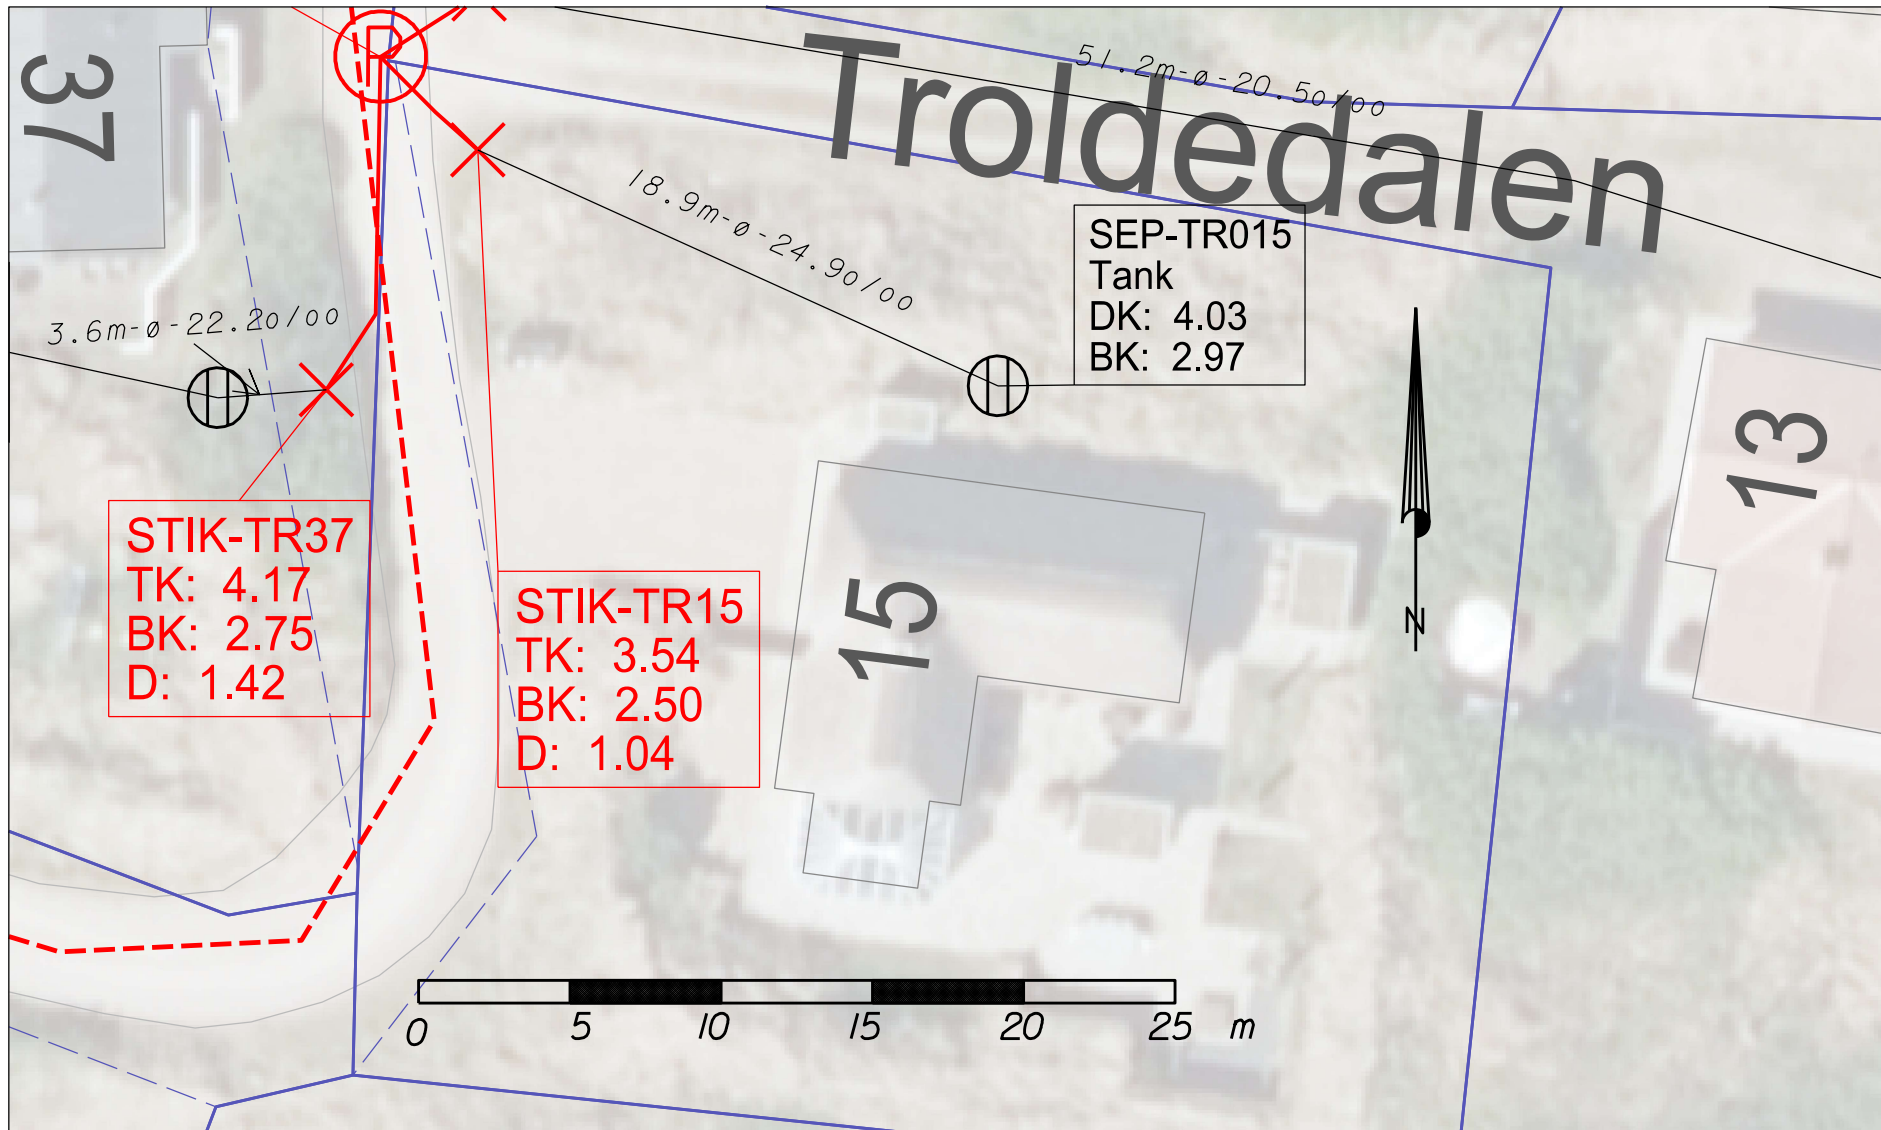 37
P
Troldedalen
51.2m-ø-20.5o/oo
18.9m-ø-24.9o/oo
SEP-TR015
Tank
DK: 4.03
BK: 2.97
3.6m-ø-22.2o/oo
13
STIK-TR37
TK: 4.17
BK: 2.75
D: 1.42
STIK-TR15
TK: 3.54
BK: 2.50
D: 1.04
15
N
0 5 10 15 20 25 m